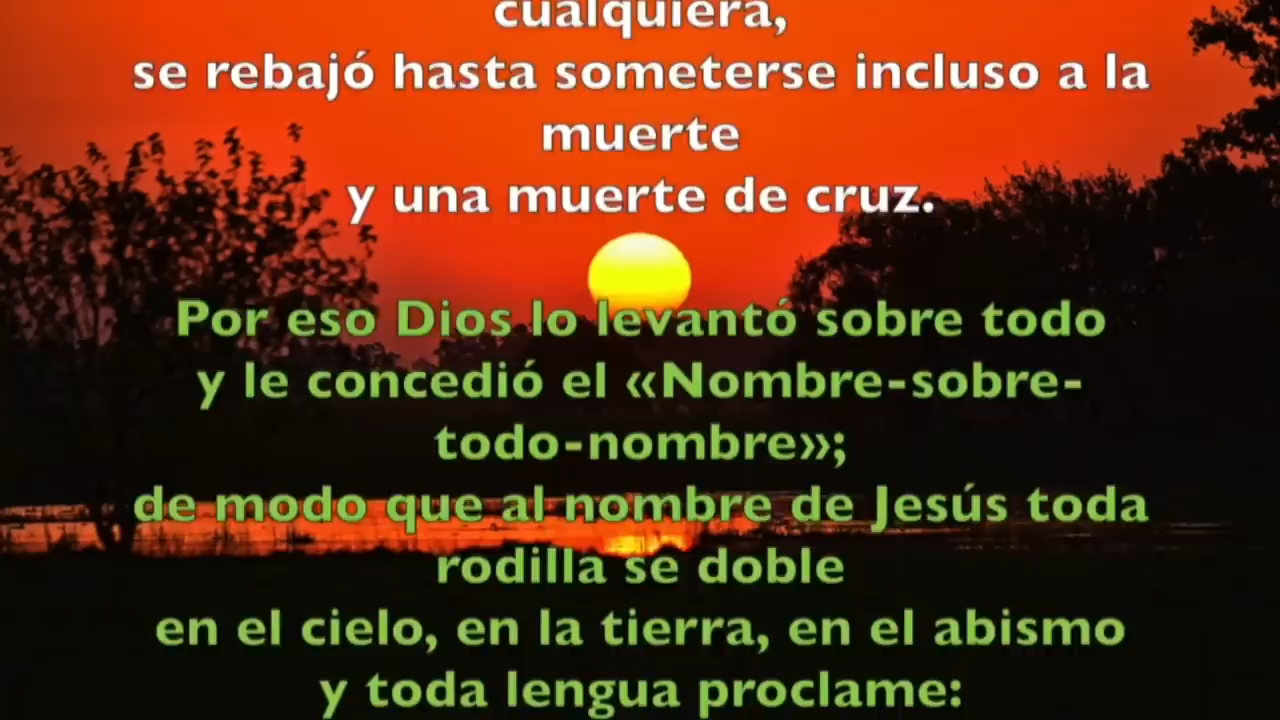 cualquiera,
se rebajó hasta someterse incluso a la
muerte
y una muerte de cruz.
Por eso Dios lo levantó sobre todo
y le concedió el «Nombre-sobre-
todo-nombre»;
de modo que al nombre de Jesús toda
rodilla se doble
en el cielo, en la tierra, en el abismo
y toda lengua proclame: